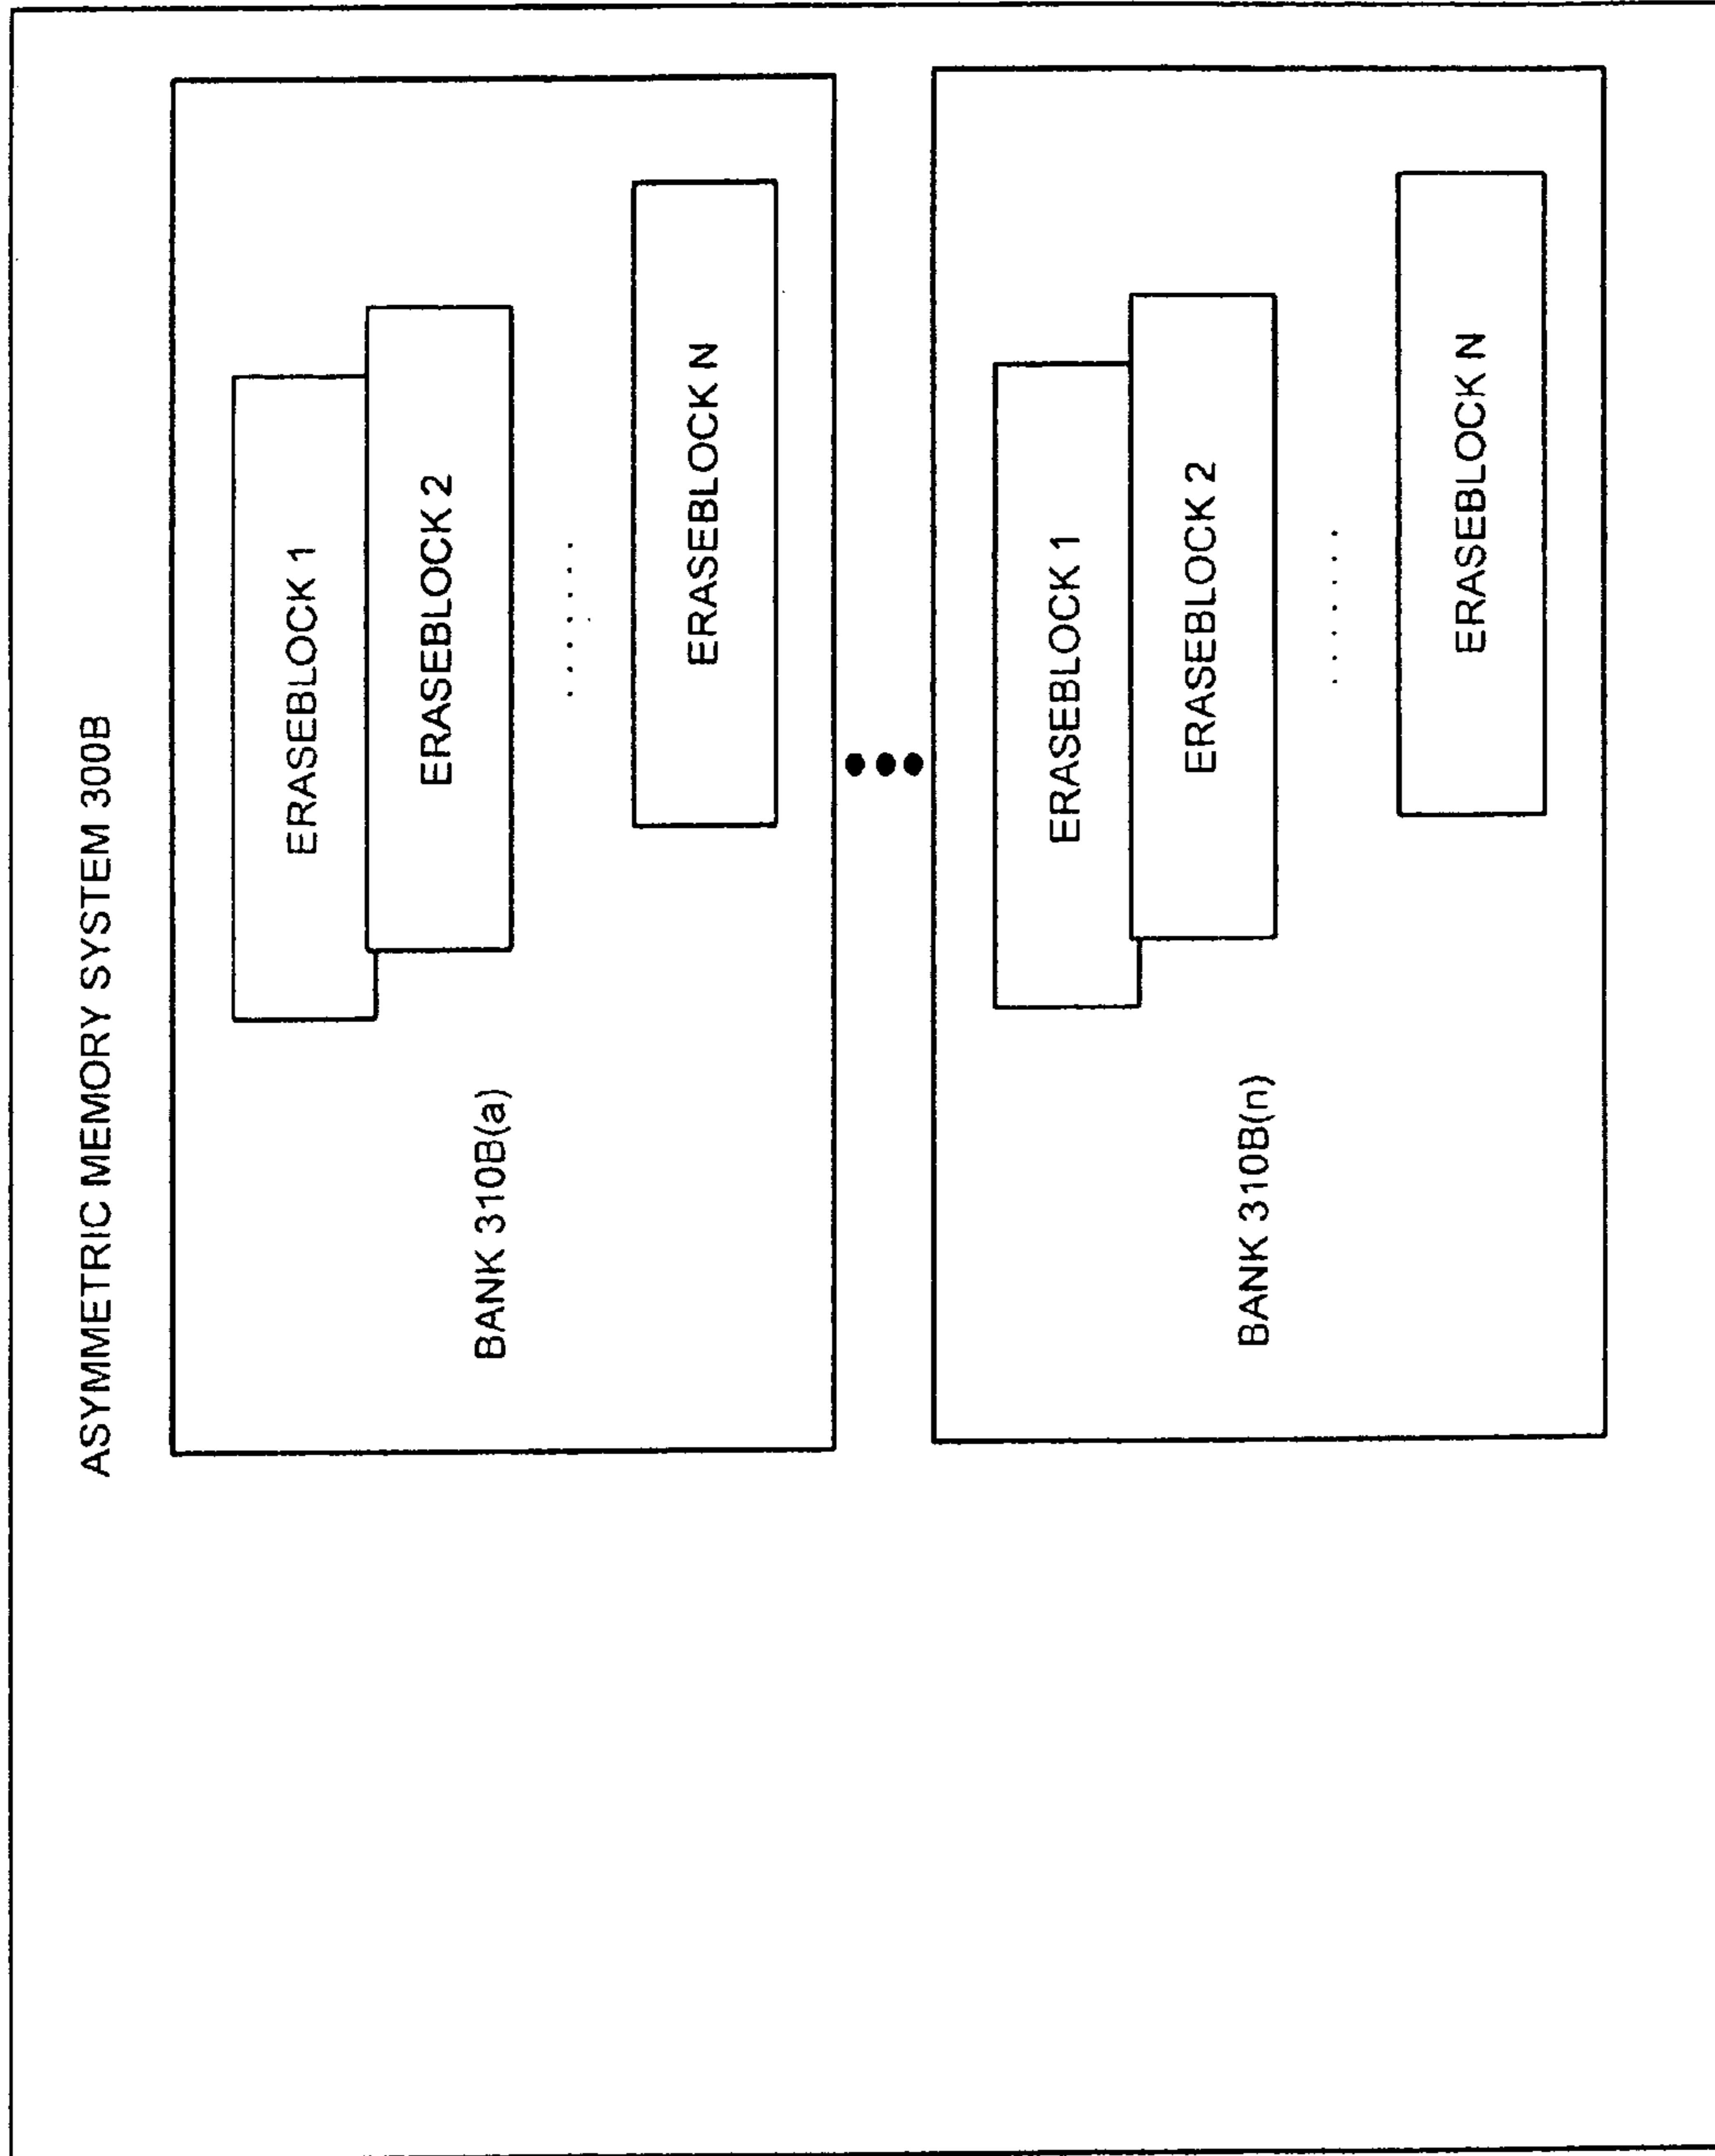 ASYMMETRIC MEMORY SYSTEM 300B
BANK 310B(a)
ERASEBLOCK 1
ERASEBLOCK 2
.......
ERASEBLOCK N
●●●
BANK 310B(n)
ERASEBLOCK 1
ERASEBLOCK 2
.......
ERASEBLOCK N